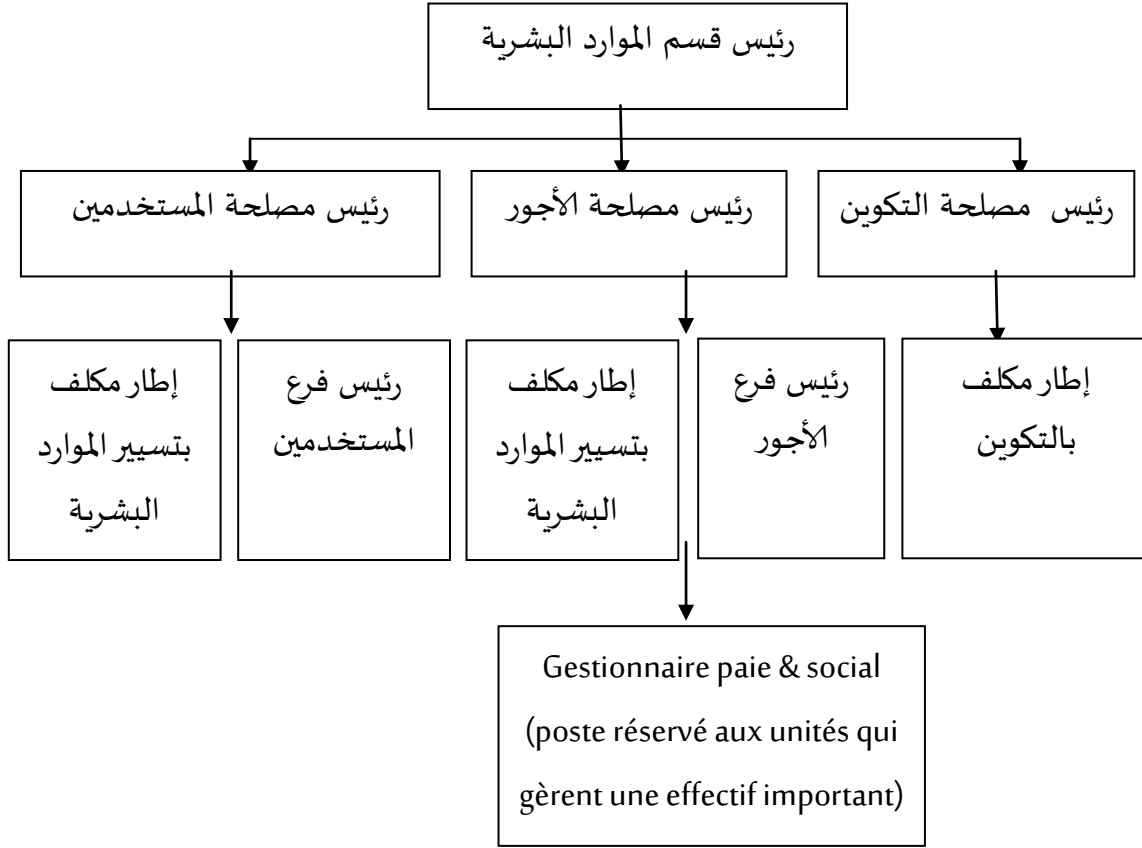 رئيس قسم الموارد البشرية
رئيس مصلحة التكوين
رئيس مصلحة الأجور
رئيس مصلحة المستخدمين
إطار مكلف
بالتكوين
رئيس فرع
الأجور
إطار مكلف
بتسيير الموارد
البشرية
رئيس فرع
المستخدمين
إطار مكلف
بتسيير الموارد
البشرية
Gestionnaire paie & social
(poste réservé aux unités qui
gèrent une effectif important)